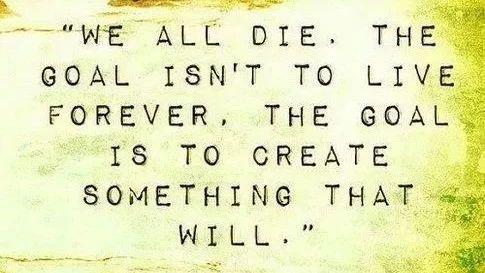 “WE ALL DIE. THE
GOAL ISN'T TO LIVE
FOREVER, THE GOAL
IS TO CREATE
SOMETHING THAT
WILL.”